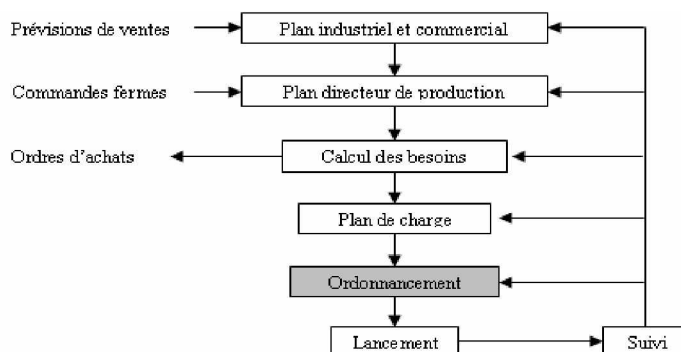 Prévisions de ventes
Plan industriel et commercial
Commandes fermes
Plan directeur de production
Ordres d'achats
Calcul des besoins
Plan de charge
Ordonnancement
Lancement
Suivi